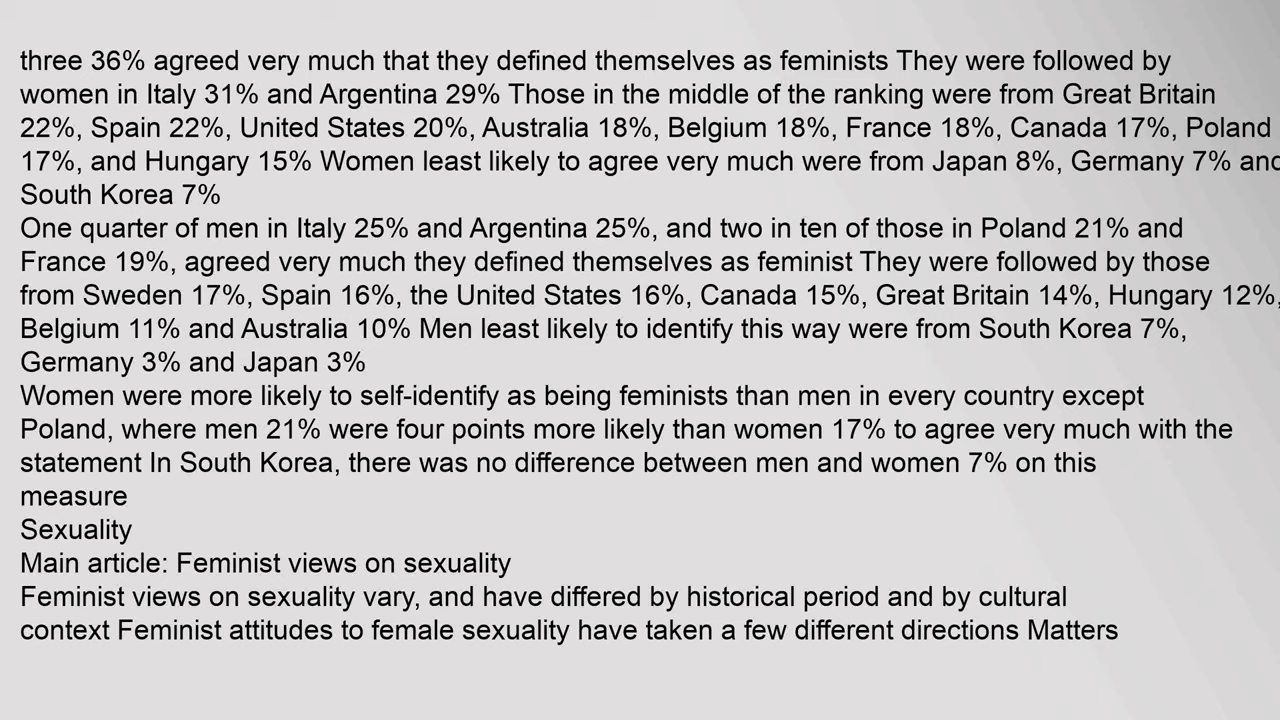 three 36% agreed very much that they defined themselves as feminists They were followed by
women in Italy 31% and Argentina 29% Those in the middle of the ranking were from Great Britain
22%, Spain 22%, United States 20%, Australia 18%, Belgium 18%, France 18%, Canada 17%, Poland
17%, and Hungary 15% Women least likely to agree very much were from Japan 8%, Germany 7% and
South Korea 7%
One quarter of men in Italy 25% and Argentina 25%, and two in ten of those in Poland 21% and
France 19%, agreed very much they defined themselves as feminist They were followed by those
from Sweden 17%, Spain 16%, the United States 16%, Canada 15%, Great Britain 14%, Hungary 12%,
Belgium 11% and Australia 10% Men least likely to identify this way were from South Korea 7%,
Germany 3% and Japan 3%
Women were more likely to self-identify as being feminists than men in every country except
Poland, where men 21% were four points more likely than women 17% to agree very much with the
statement In South Korea, there was no difference between men and women 7% on this
measure
Sexuality
Main article: Feminist views on sexuality
Feminist views on sexuality vary, and have differed by historical period and by cultural
context Feminist attitudes to female sexuality have taken a few different directions Matters